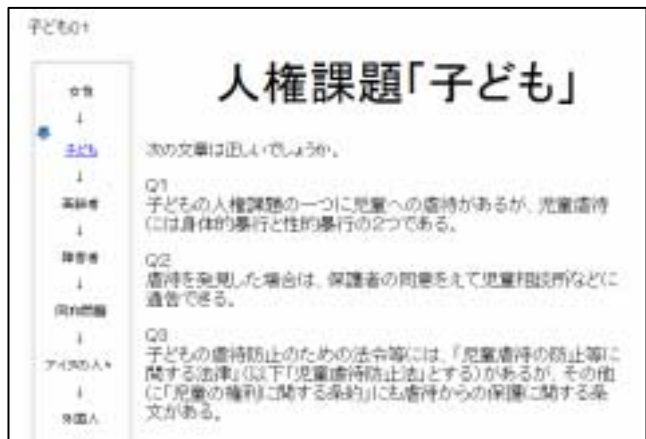 子どもQ1
人権課題「子ども」
女性
↓
子ども
↓
高齢者
↓
障害者
↓
同和問題
↓
アイヌの人々
↓
外国人
次の文章は正しいでしょうか。
Q1
子どもの人権課題の一つに児童への虐待があるが、児童虐待
には身体的暴行と性的暴行の2つである。
Q2
虐待を発見した場合は、保護者の同意をえて児童相談所などに
通告できる。
Q3
子どもの虐待防止のための法令等には、「児童虐待の防止等に
関する法律」(以下「児童虐待防止法」とする)があるが、その他
に「児童の権利に関する条約」にも虐待からの保護に関する条
文がある。